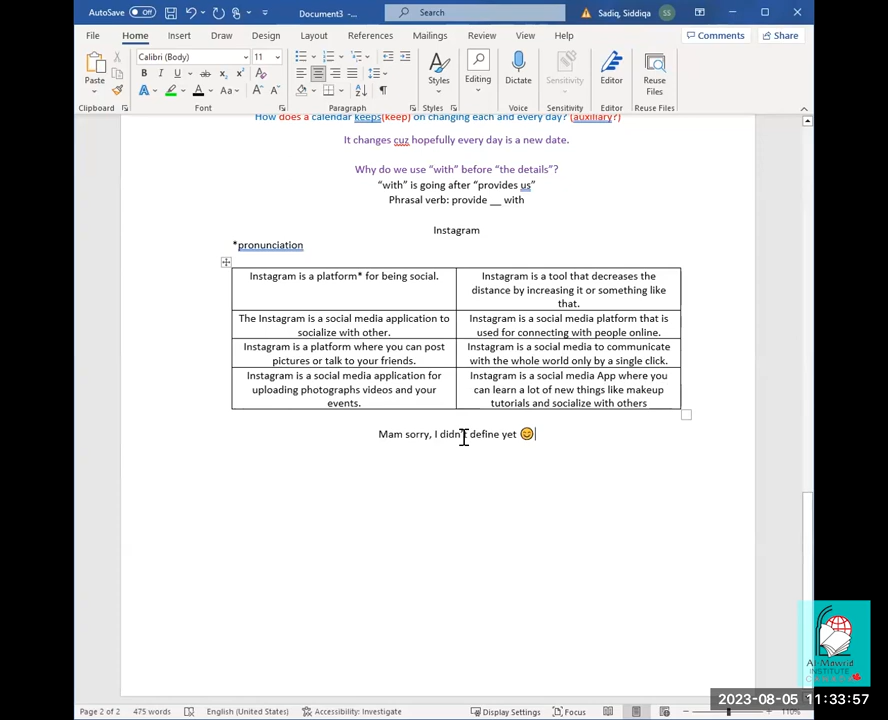 AutoSave Off Document3 -... Search Sadiq, Siddiqa SS
File Home Insert Draw Design Layout References Mailings Review View Help Comments Share
Calibri (Body) 11
Paste B I U ab x₂ x² A Aa A A Styles Editing Dictate Sensitivity Editor Reuse Files
Clipboard Font Paragraph Styles Voice Sensitivity Editor Reuse Files
How does a calendar keeps(keep) on changing each and every day? (auxiliary?)
It changes cuz hopefully every day is a new date.
Why do we use “with” before “the details”?
“with” is going after “provides us”
Phrasal verb: provide __ with
Instagram
*pronunciation
Instagram is a platform* for being social.
Instagram is a tool that decreases the
distance by increasing it or something like
that.
The Instagram is a social media application to
socialize with other.
Instagram is a social media platform that is
used for connecting with people online.
Instagram is a platform where you can post
pictures or talk to your friends.
Instagram is a social media to communicate
with the whole world only by a single click.
Instagram is a social media application for
uploading photographs videos and your
events.
Instagram is a social media App where you
can learn a lot of new things like makeup
tutorials and socialize with others
Mam sorry, I didn't define yet 😊
Al-Mawrid
INSTITUTE
CANADA
2023-08-05 11:33:57
Page 2 of 2 475 words English (United States) Accessibility: Investigate Display Settings Focus 110%